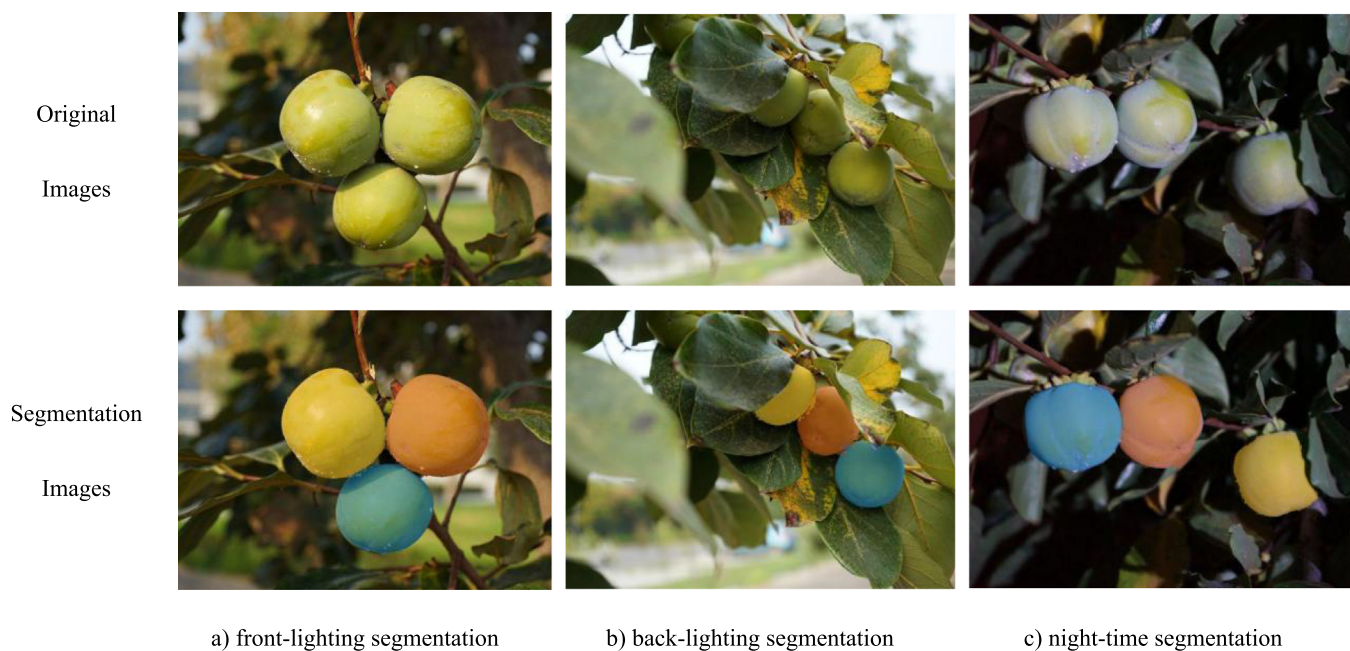 Original
Images
Segmentation
Images
a) front-lighting segmentation
b) back-lighting segmentation
c) night-time segmentation